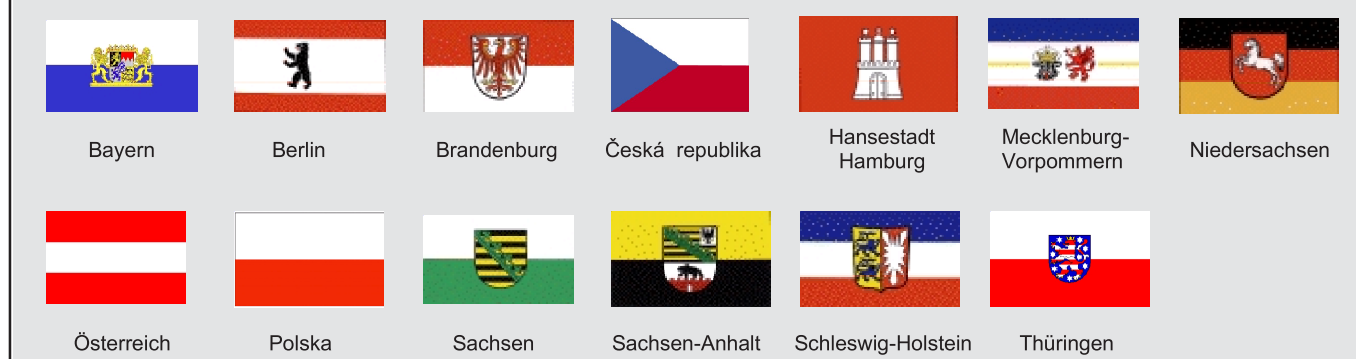 Bayern
Berlin
Brandenburg
Česká republika
Hansestadt
Hamburg
Mecklenburg-
Vorpommern
Niedersachsen
Österreich
Polska
Sachsen
Sachsen-Anhalt
Schleswig-Holstein
Thüringen